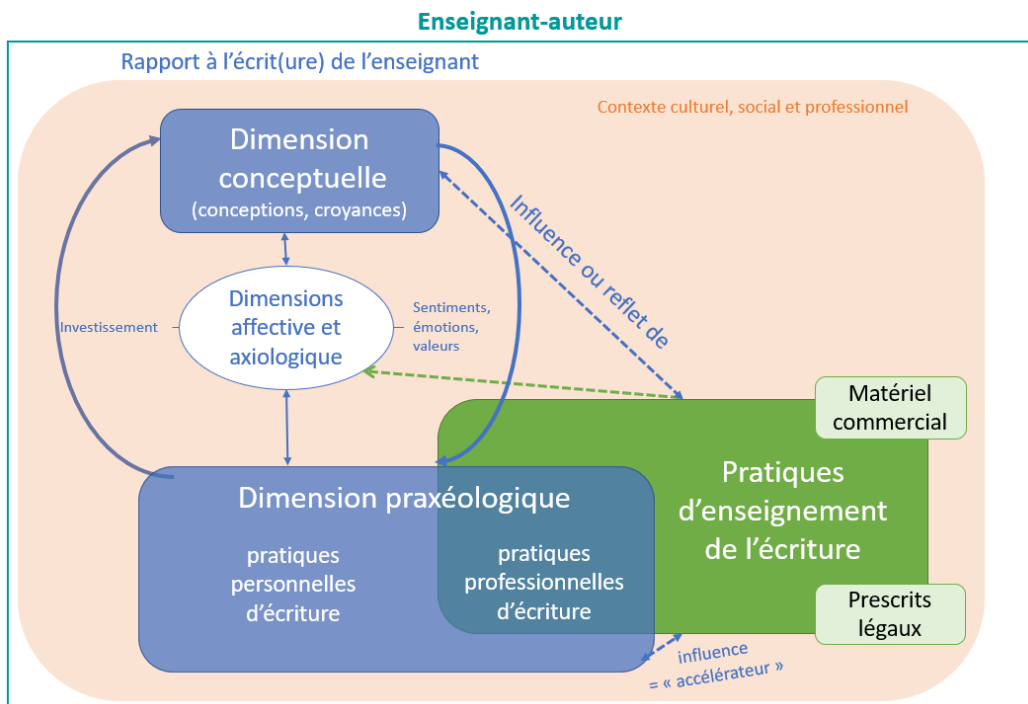 Enseignant-auteur
Rapport à l’écrit(ure) de l’enseignant
Contexte culturel, social et professionnel
Dimension
conceptuelle
(conceptions, croyances)
Influence ou reflet de
Dimensions
affective et
axiologique
Investissement
Sentiments,
émotions,
valeurs
Matériel
commercial
Pratiques
d’enseignement
de l’écriture
Dimension praxéologique
pratiques
personnelles
d’écriture
pratiques
professionnelles
d’écriture
Prescrits
légaux
influence
= « accélérateur »